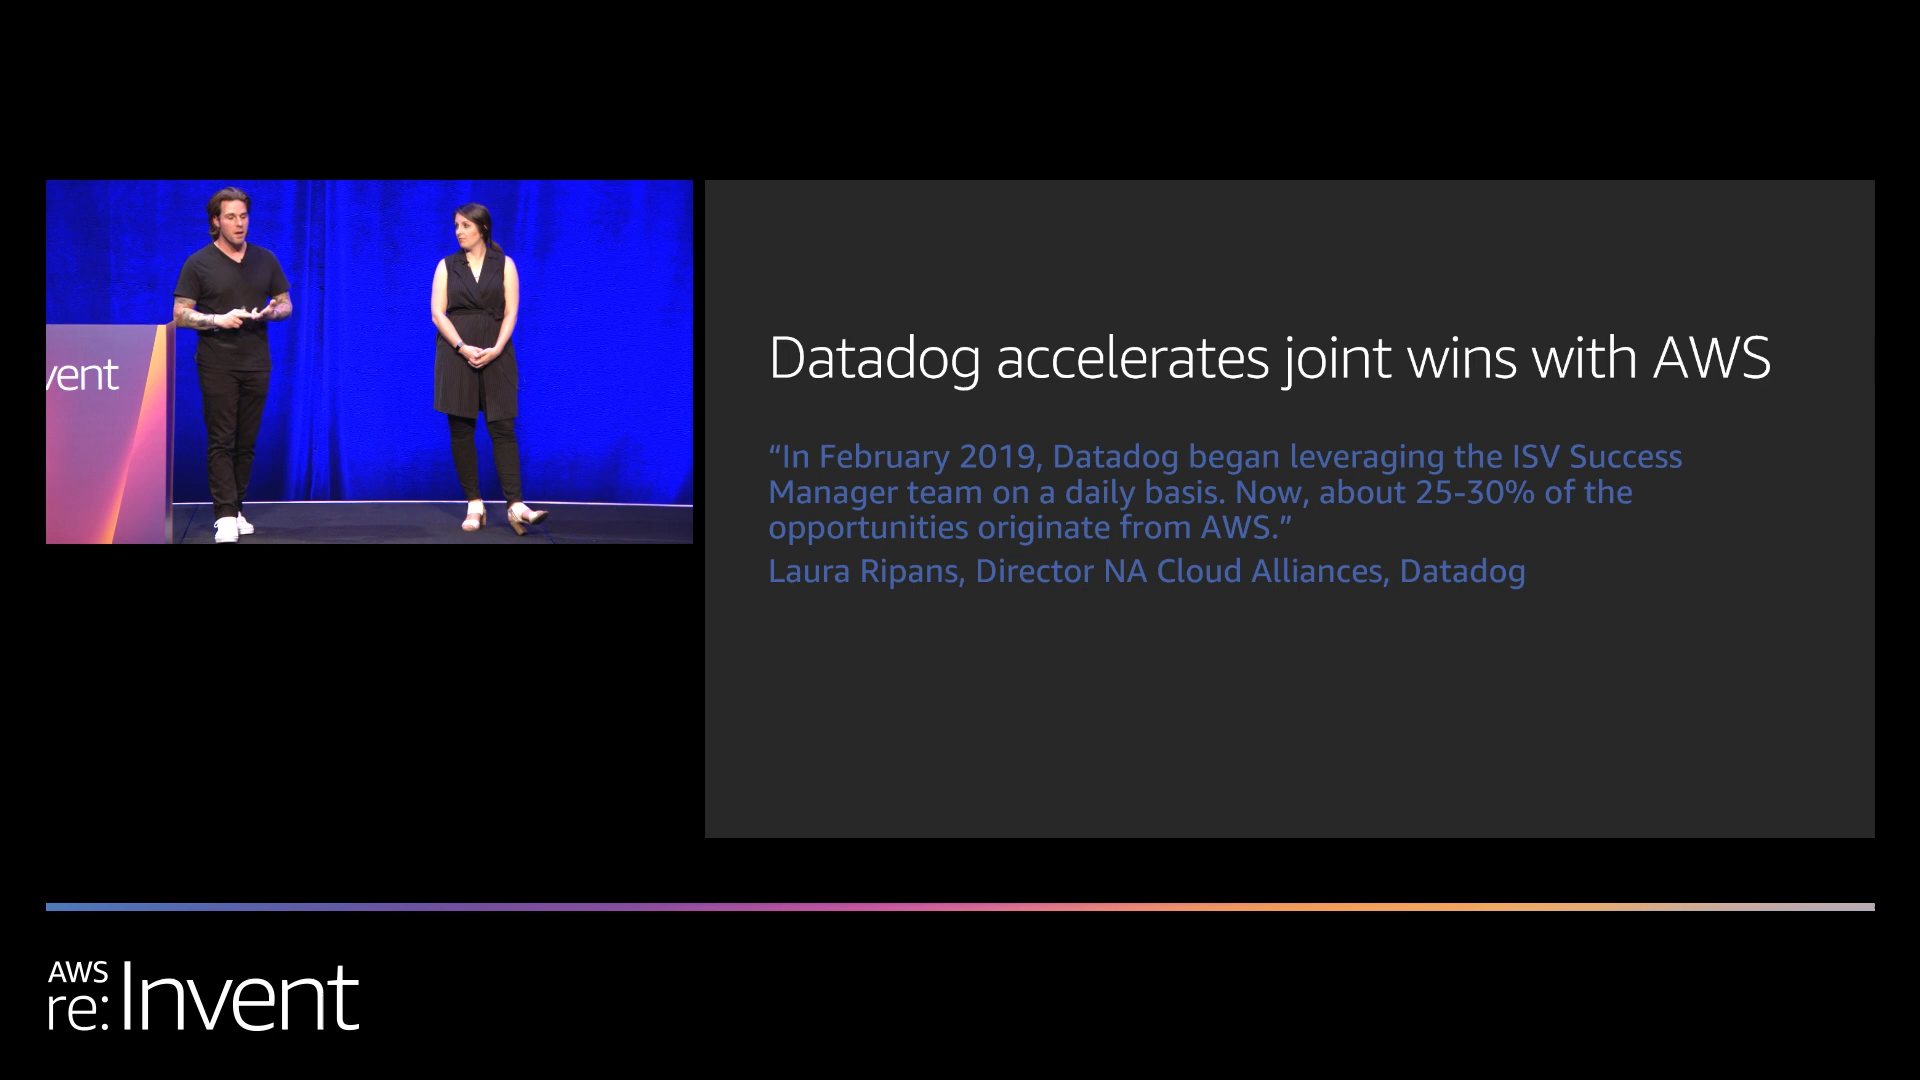 vent
Datadog accelerates joint wins with AWS
“In February 2019, Datadog began leveraging the ISV Success
Manager team on a daily basis. Now, about 25-30% of the
opportunities originate from AWS.”
Laura Ripans, Director NA Cloud Alliances, Datadog
AWS
re:Invent